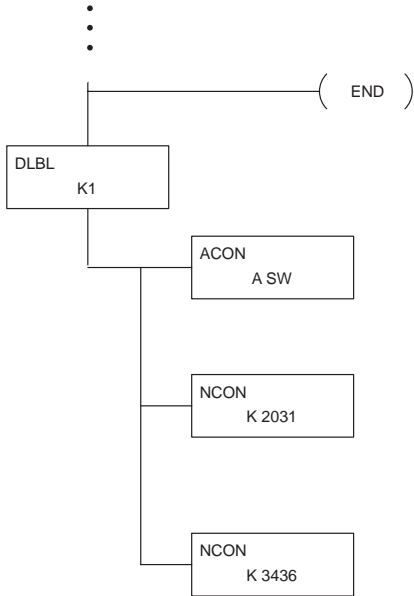 END
DLBL
K1
ACON
A SW
NCON
K 2031
NCON
K 3436